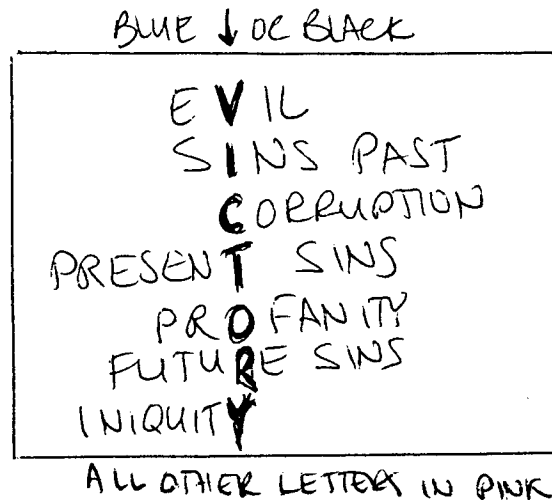 BLUE ↓ OR BLACK
EVIL
SINS PAST
CORRUPTION
PRESENT SINS
PROFANITY
FUTURE SINS
INIQUITY
ALL OTHER LETTERS IN PINK